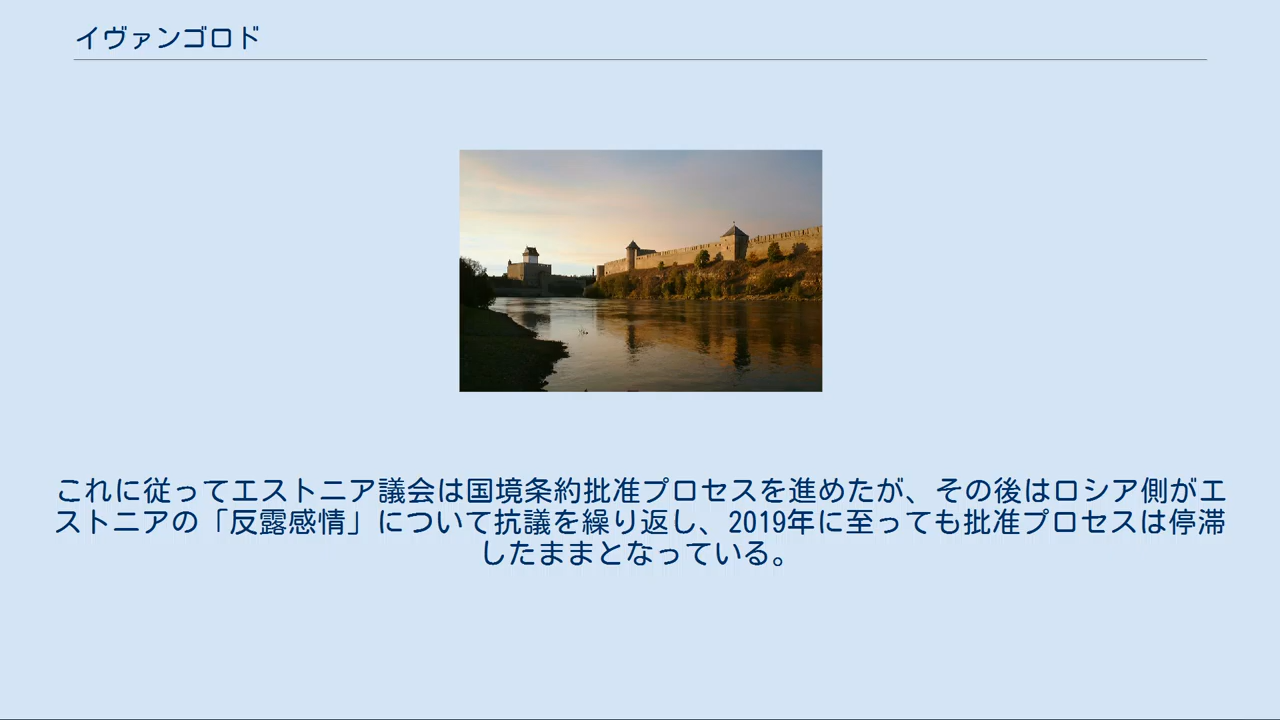 イヴァンゴロド
これに従ってエストニア議会は国境条約批准プロセスを進めたが、その後はロシア側がエ
ストニアの「反露感情」について抗議を繰り返し、2019年に至っても批准プロセスは停滞
したままとなっている。